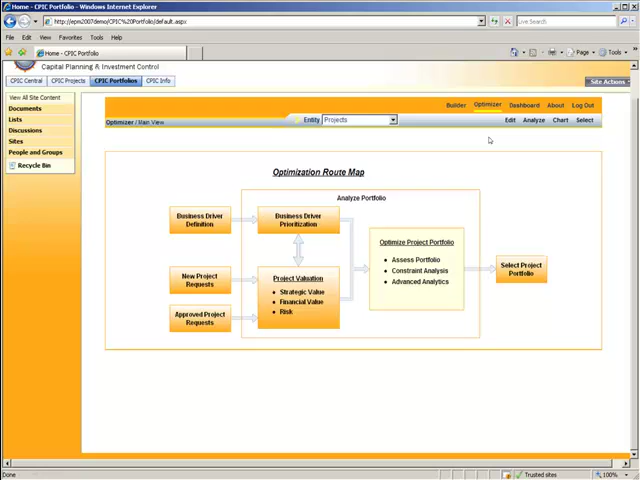 Home - CPIC Portfolio - Windows Internet Explorer
http://epm2007demo/CPIC%20Portfolio/default.aspx
Live Search
File Edit View Favorites Tools Help
Home - CPIC Portfolio
Page Tools
Capital Planning & Investment Control
CPIC Central CPIC Projects CPIC Portfolios CPIC Info
Site Actions
View All Site Content
Documents
Lists
Discussions
Sites
People and Groups
Recycle Bin
Builder Optimizer Dashboard About Log Out
Optimizer / Main View
Entity Projects
Edit Analyze Chart Select
Optimization Route Map
Analyze Portfolio
Business Driver
Definition
Business Driver
Prioritization
New Project
Requests
Approved Project
Requests
Project Valuation
• Strategic Value
• Financial Value
• Risk
Optimize Project Portfolio
• Assess Portfolio
• Constraint Analysis
• Advanced Analytics
Select Project
Portfolio
Done
Trusted sites
100%